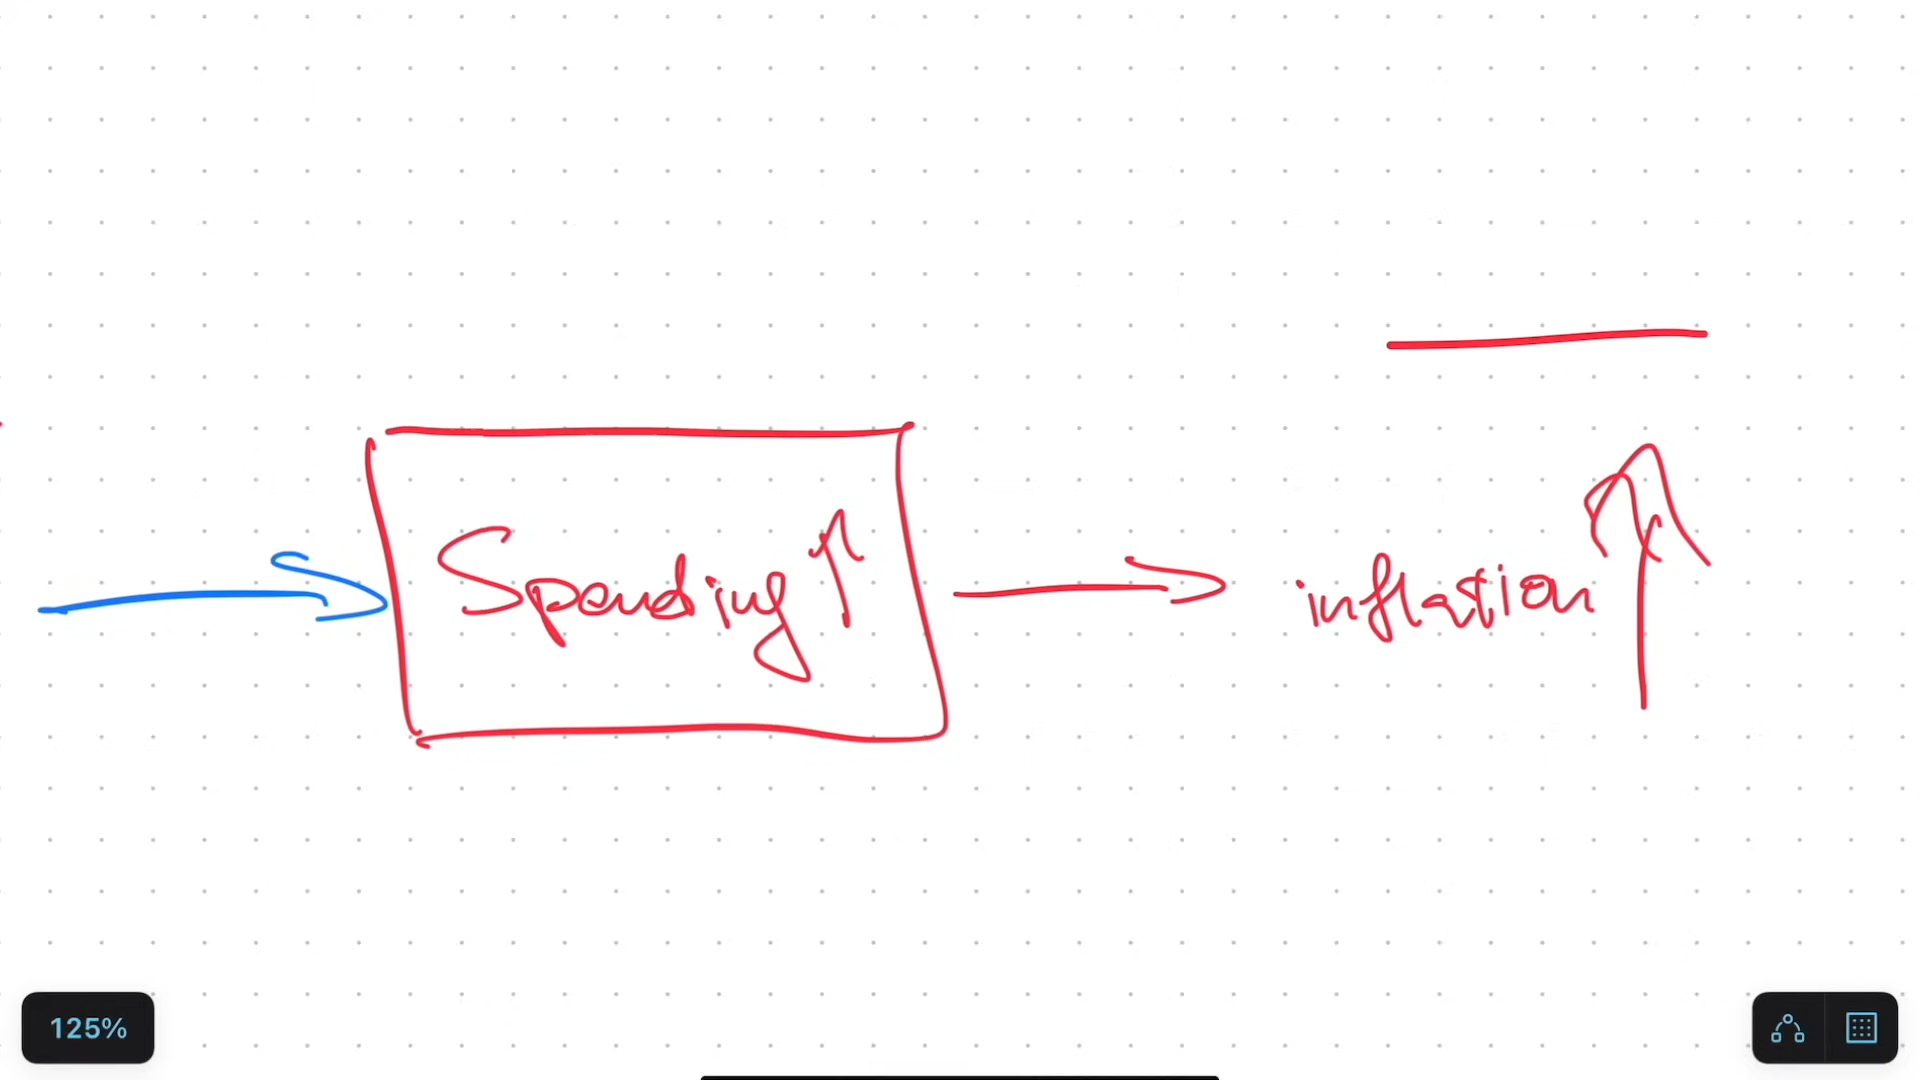 Spending ↑ → inflation ↑
125%